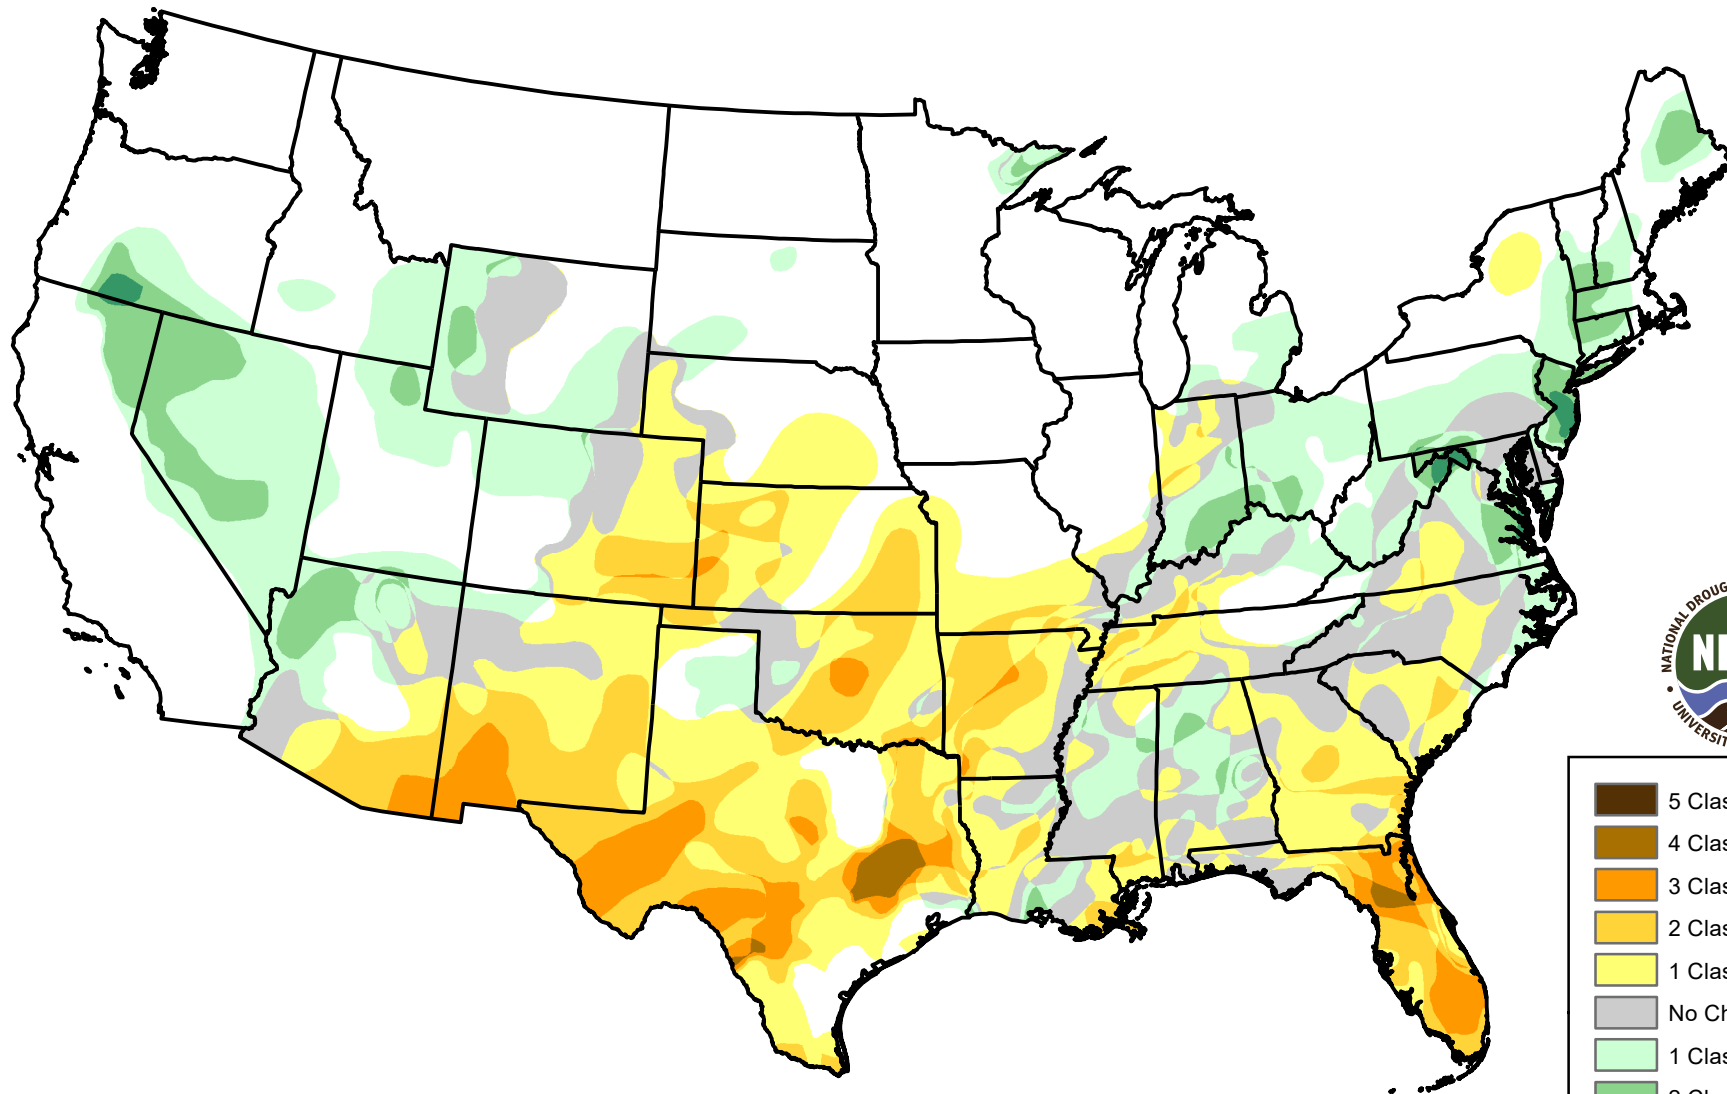 NATIONAL DROUG
UNIVERSIT
5 Clas
4 Clas
3 Clas
2 Clas
1 Clas
No Ch
1 Clas